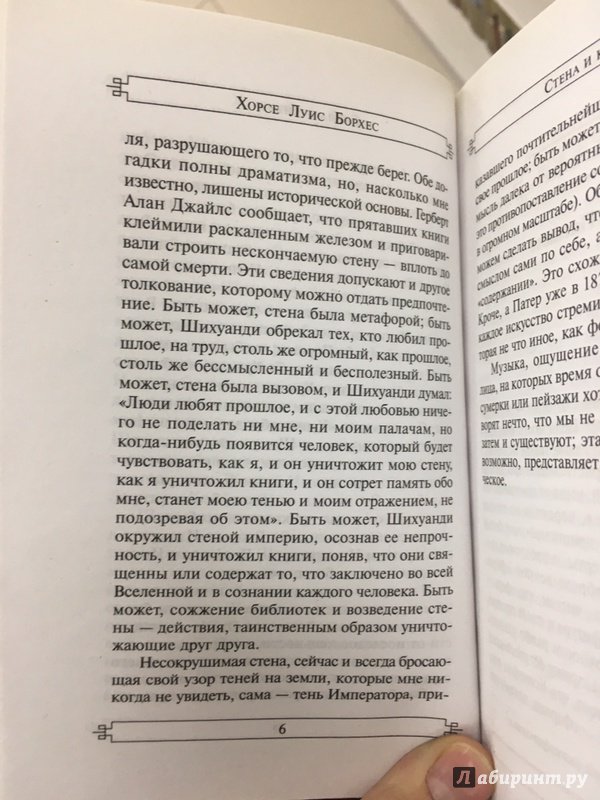 Хорсе Луис Борхес
ля, разрушающего то, что прежде берег. Обе до-
гадки полны драматизма, но, насколько мне
известно, лишены исторической основы. Герберт
Алан Джайлс сообщает, что прятавших книги
клеймили раскаленным железом и приговари-
вали строить нескончаемую стену — вплоть до
самой смерти. Эти сведения допускают и другое
толкование, которому можно отдать предпочте-
ние. Быть может, стена была метафорой; быть
может, Шихуанди обрекал тех, кто любил про-
шлое, на труд, столь же огромный, как прошлое,
столь же бессмысленный и бесполезный. Быть
может, стена была вызовом, и Шихуанди думал:
«Люди любят прошлое, и с этой любовью ниче-
го не поделать ни мне, ни моим палачам, но
когда-нибудь появится человек, который будет
чувствовать, как я, и он уничтожит мою стену,
как я уничтожил книги, и он сотрет память обо
мне, станет моею тенью и моим отражением, не
подозревая об этом». Быть может, Шихуанди
окружил стеной империю, осознав ее непроч-
ность, и уничтожил книги, поняв, что они свя-
щенны или содержат то, что заключено во всей
Вселенной и в сознании каждого человека. Быть
может, сожжение библиотек и возведение сте-
ны — действия, таинственным образом уничто-
жающие друг друга.
Несокрушимая стена, сейчас и всегда бросаю-
щая свой узор теней на земли, которые мне ни-
когда не увидеть, сама — тень Императора, при-
6
Стена и
казавшего почтительнейш
свое прошлое; быть может,
мысль далека от вероятны
это противопоставление со
в огромном масштабе). Об
можем сделать вывод, что
смыслом сами по себе, а
«содержании». Это схож
Кроче, а Патер уже в 18
каждое искусство стреми
торая не что иное, как фо
Музыка, ощущение
лица, на которых время с
сумерки или пейзажи хот
ворят нечто, что мы не
затем и существуют; эта
возможно, представляет
ческое.
Лабиринт.ру